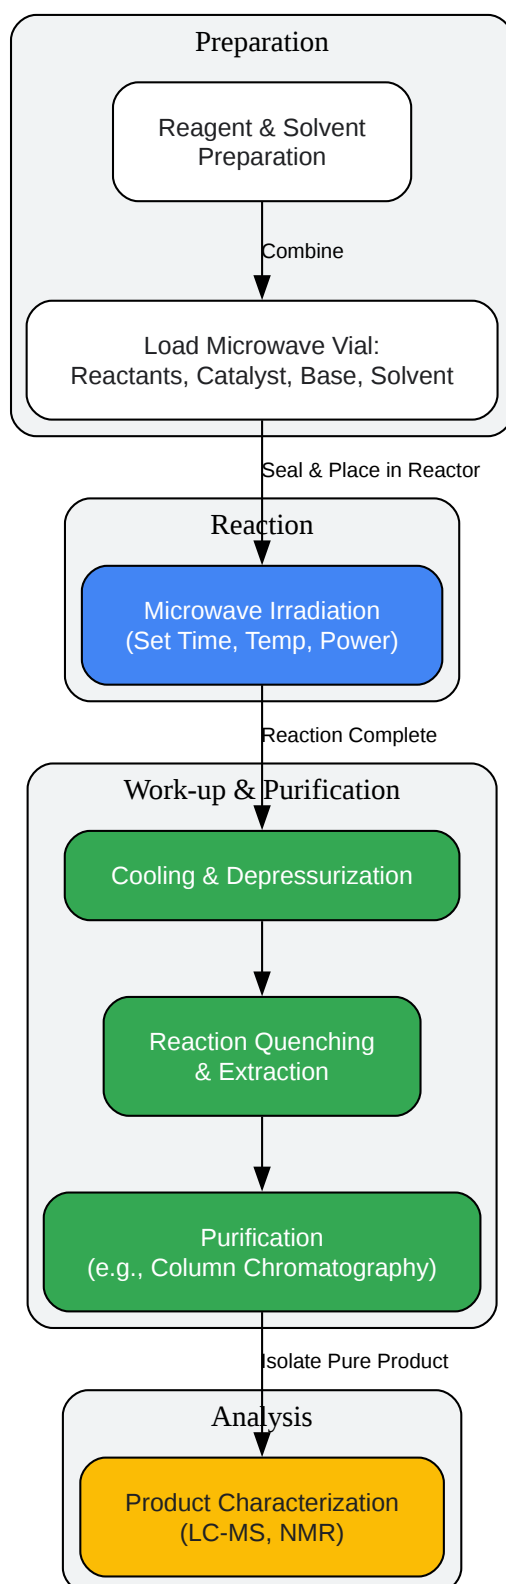 Preparation
Reagent & Solvent
Preparation
Combine
Load Microwave Vial:
Reactants, Catalyst, Base, Solvent
Seal & Place in Reactor
Reaction
Microwave Irradiation
(Set Time, Temp, Power)
Reaction Complete
Work-up & Purification
Cooling & Depressurization
Reaction Quenching
& Extraction
Purification
(e.g., Column Chromatography)
Isolate Pure Product
Analysis
Product Characterization
(LC-MS, NMR)